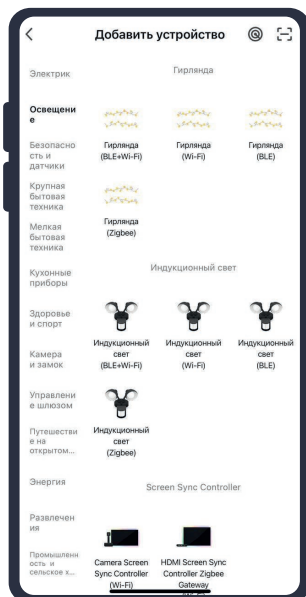 Добавить устройство
Электрик
Освещени
е
Безопасно
сть и
датчики
Крупная
бытовая
техника
Мелкая
бытовая
техника
Кухонные
приборы
Здоровье
и спорт
Камера
и замок
Управлени
е шлюзом
Путешестви
е на
открытом...
Энергия
Развлечен
ия
Промышленн
ость и
сельское х...
Гирлянда
Гирлянда
(BLE+Wi-Fi)
Гирлянда
(Wi-Fi)
Гирлянда
(BLE)
Гирлянда
(Zigbee)
Индукционный свет
Индукционный
свет
(BLE+Wi-Fi)
Индукционный
свет
(Wi-Fi)
Индукционный
свет
(BLE)
Индукционный
свет
(Zigbee)
Screen Sync Controller
Camera Screen
Sync Controller
(Wi-Fi)
HDMI Screen Sync
Controller Zigbee
Gateway